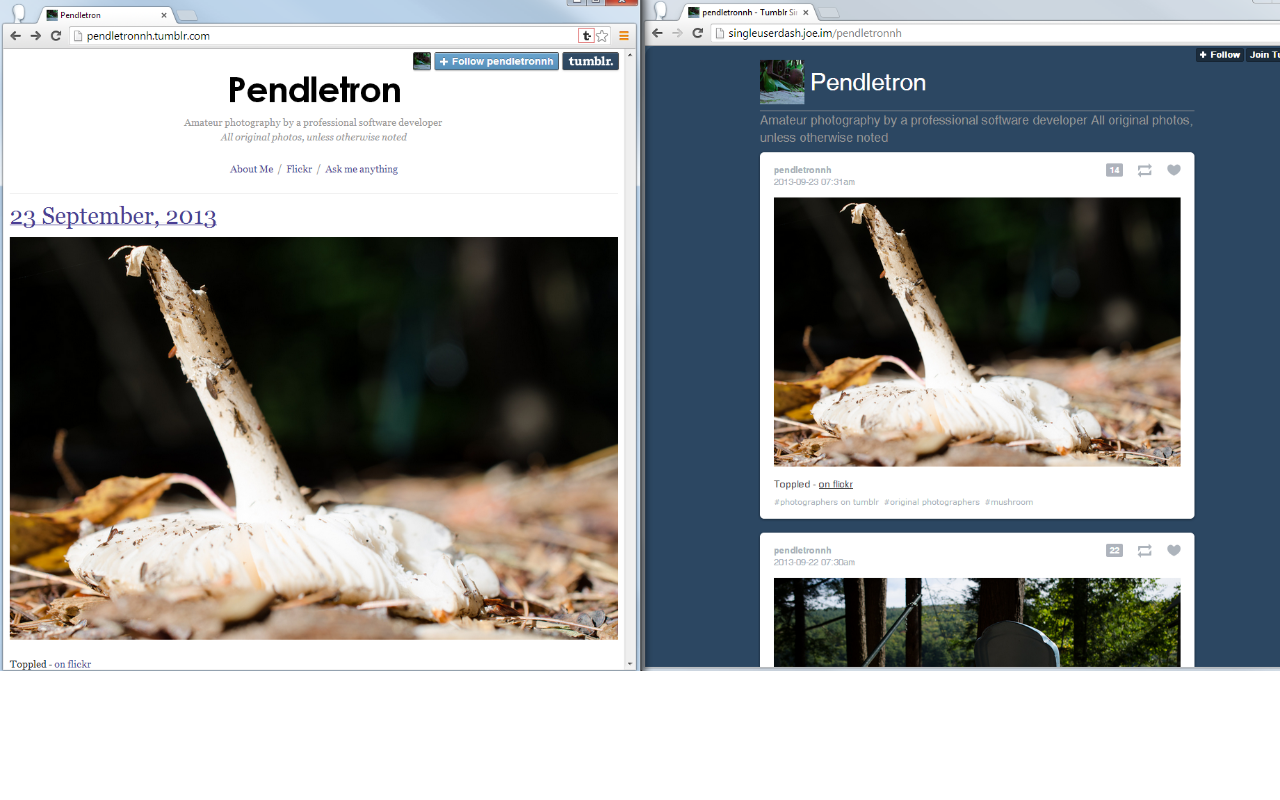 Pendletron
pendletronnh.tumblr.com
t
+ Follow pendletronnh
tumblr.
Pendletron
Amateur photography by a professional software developer
All original photos, unless otherwise noted
About Me / Flickr / Ask me anything
23 September, 2013
Toppled - on flickr
pendletronnh - Tumblr Si
singleuserdash.joe.im/pendletronnh
+ Follow
Join Tu
Pendletron
Amateur photography by a professional software developer All original photos,
unless otherwise noted
pendletronnh
14
2013-09-23 07:31am
Toppled - on flickr
#photographers on tumblr #original photographers #mushroom
pendletronnh
22
2013-09-22 07:30am